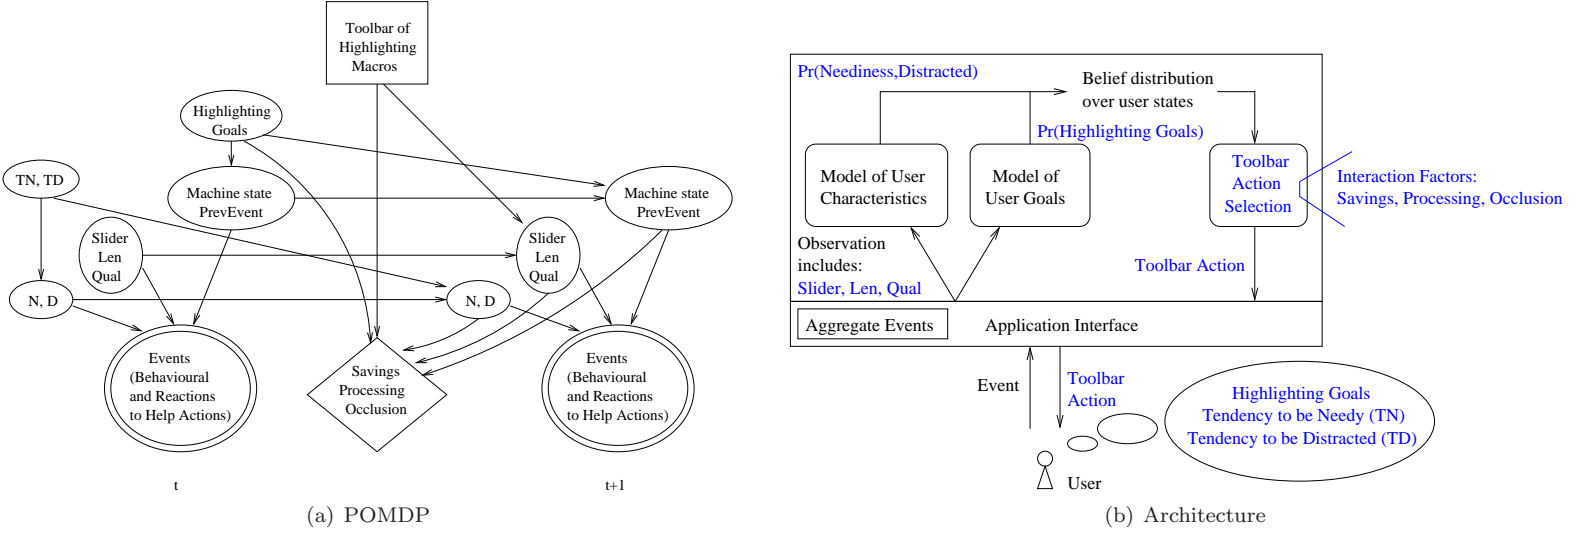 Toolbar of
Highlighting
Macros
Highlighting
Goals
TN, TD
Machine state
PrevEvent
Machine state
PrevEvent
Slider
Len
Qual
Slider
Len
Qual
N, D
N, D
Events
(Behavioural
and Reactions
to Help Actions)
Savings
Processing
Occlusion
Events
(Behavioural
and Reactions
to Help Actions)
t
t+1
(a) POMDP
Pr(Neediness,Distracted)
Belief distribution
over user states
Pr(Highlighting Goals)
Model of User
Characteristics
Model of
User Goals
Toolbar
Action
Selection
Interaction Factors:
Savings, Processing, Occlusion
Observation
includes:
Slider, Len, Qual
Toolbar Action
Aggregate Events
Application Interface
Event
Toolbar
Action
Highlighting Goals
Tendency to be Needy (TN)
Tendency to be Distracted (TD)
User
(b) Architecture